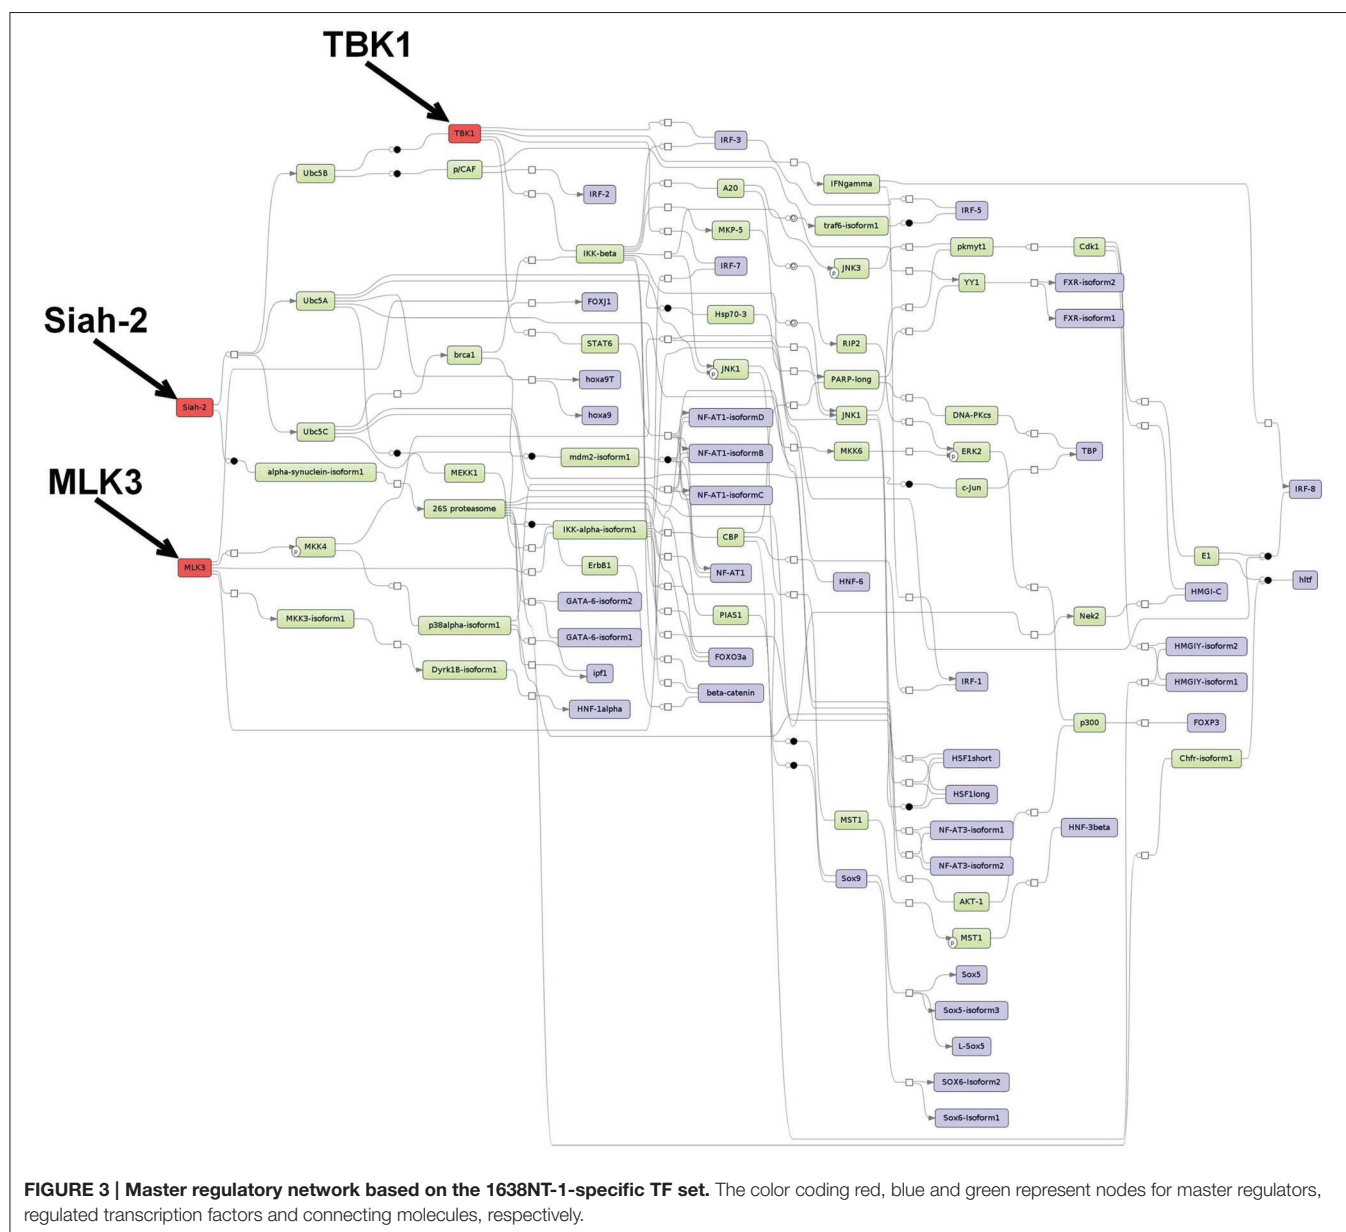 TBK1
TBK1
IRF-3
Ubc5B
p/CAF
IFNgamma
IRF-2
A20
IRF-5
traf6-isoform1
MKP-5
pkmyt1
Cdk1
IKK-beta
IRF-7
p
JNK3
YY1
FXR-isoform2
Siah-2
Ubc5A
FOXJ1
Hsp70-3
FXR-isoform1
STAT6
RIP2
brca1
JNK1
p
hoxa9T
PARP-long
Siah-2
hoxa9
NF-AT1-isoformD
JNK1
DNA-PKcs
Ubc5C
NF-AT1-isoformB
MKK6
ERK2
p
TBP
mdm2-isoform1
alpha-synuclein-isoform1
MEKK1
MLK3
NF-AT1-isoformC
c-Jun
IRF-8
26S proteasome
IKK-alpha-isoform1
CBP
MKK4
p
E1
MLK3
ErbB1
NF-AT1
HNF-6
hltf
GATA-6-isoform2
HMGI-C
MKK3-isoform1
p38alpha-isoform1
PIAS1
Nek2
GATA-6-isoform1
HMGIY-isoform2
FOXO3a
Dyrk1B-isoform1
ipf1
IRF-1
HMGIY-isoform1
beta-catenin
HNF-1alpha
p300
FOXP3
HSF1short
Chfr-isoform1
HSF1long
MST1
NF-AT3-isoform1
HNF-3beta
NF-AT3-isoform2
Sox9
AKT-1
MST1
p
Sox5
Sox5-isoform3
L-Sox5
SOX6-Isoform2
Sox6-Isoform1
FIGURE 3 | Master regulatory network based on the 1638NT-1-specific TF set. The color coding red, blue and green represent nodes for master regulators,
regulated transcription factors and connecting molecules, respectively.